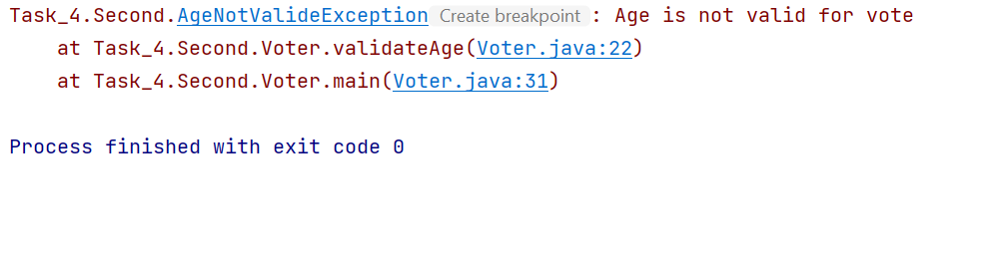 Task_4.Second.AgeNotValideException Create breakpoint : Age is not valid for vote
    at Task_4.Second.Voter.validateAge(Voter.java:22)
    at Task_4.Second.Voter.main(Voter.java:31)
Process finished with exit code 0